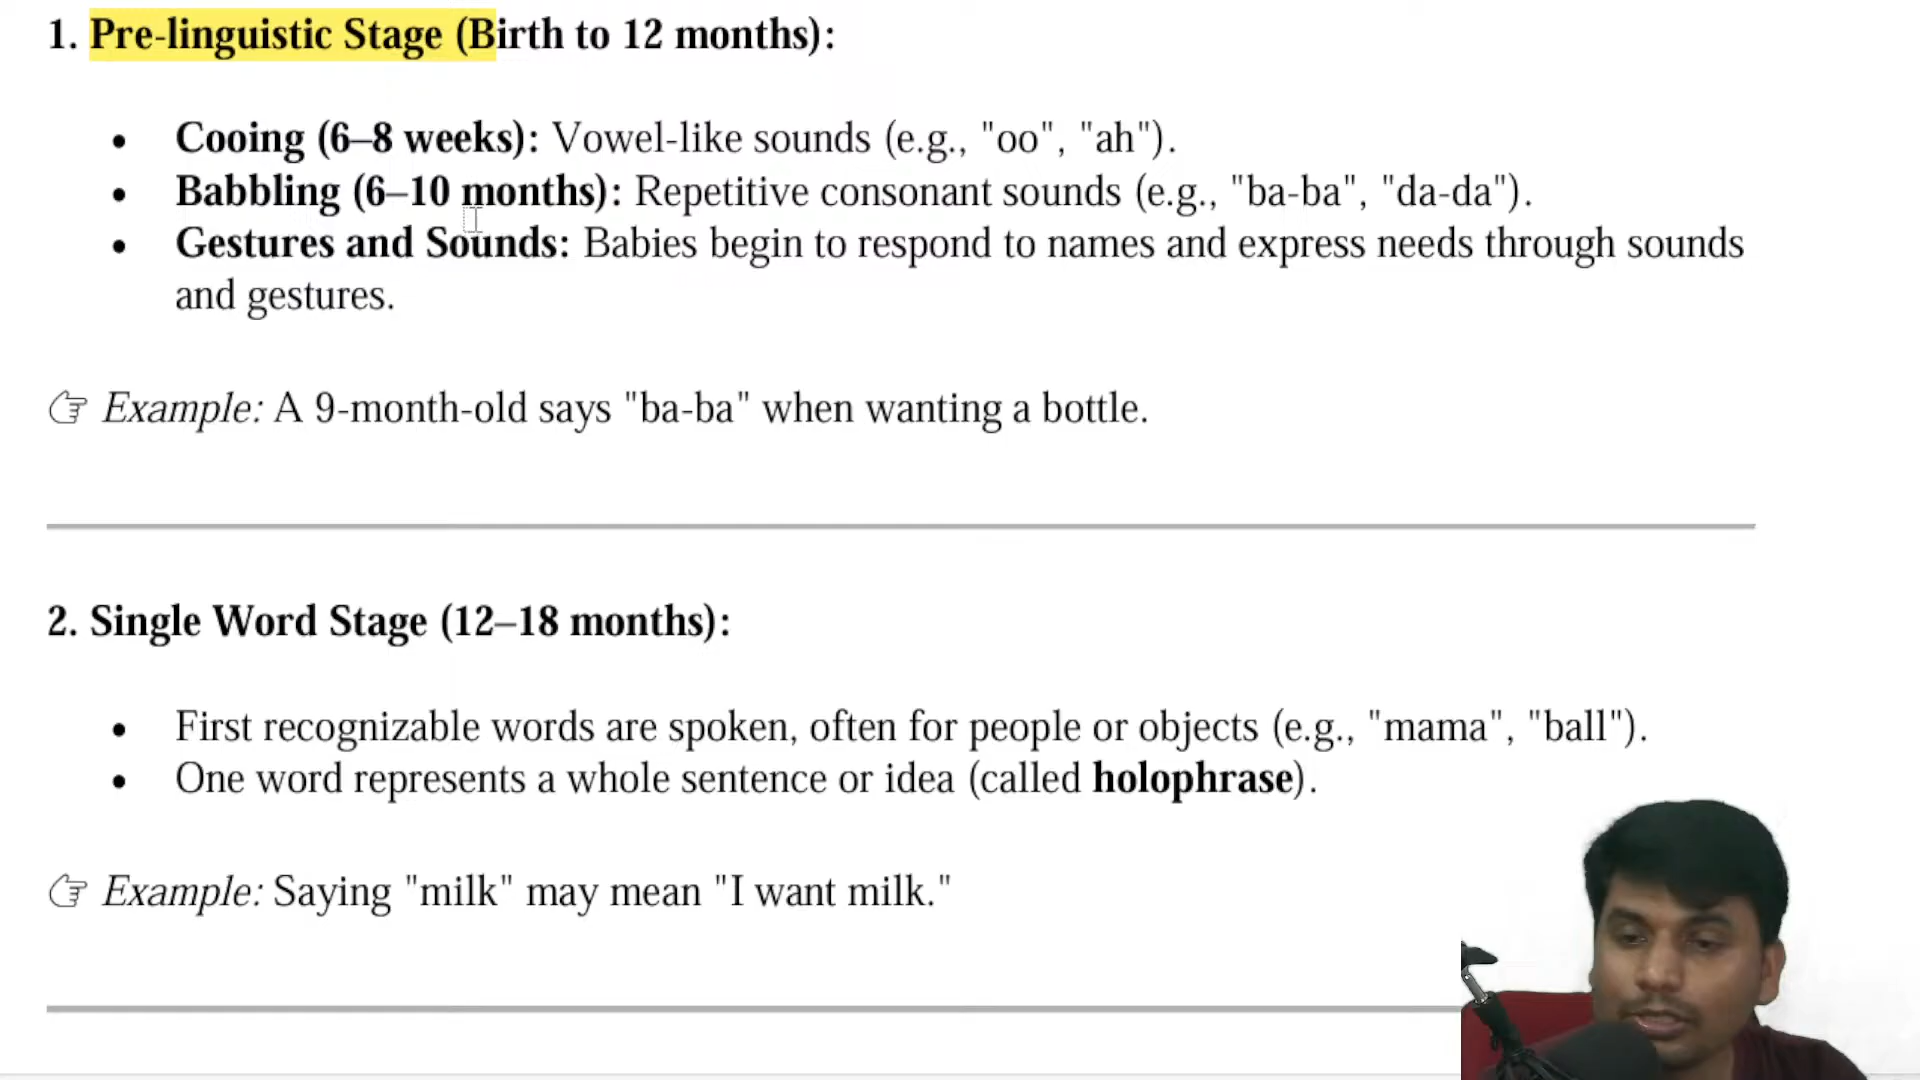 1. Pre-linguistic Stage (Birth to 12 months):
• Cooing (6–8 weeks): Vowel-like sounds (e.g., "oo", "ah").
• Babbling (6–10 months): Repetitive consonant sounds (e.g., "ba-ba", "da-da").
• Gestures and Sounds: Babies begin to respond to names and express needs through sounds
and gestures.
☞ Example: A 9-month-old says "ba-ba" when wanting a bottle.
2. Single Word Stage (12–18 months):
• First recognizable words are spoken, often for people or objects (e.g., "mama", "ball").
• One word represents a whole sentence or idea (called holophrase).
☞ Example: Saying "milk" may mean "I want milk."